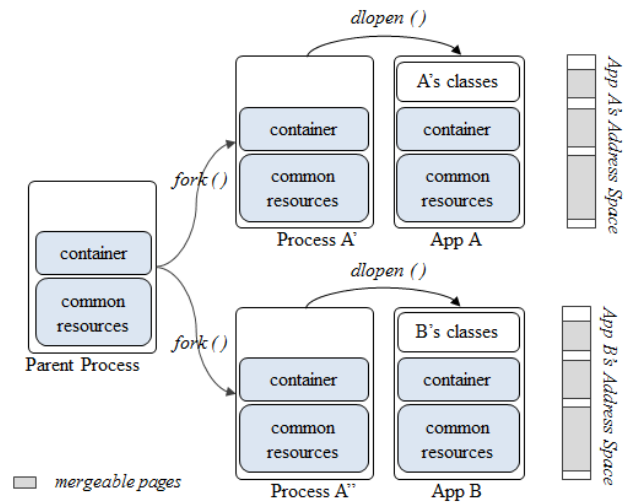 dlopen ( )
A's classes
container
container
common
resources
common
resources
Process A'
App A
App A's Address Space
fork ( )
container
common
resources
Parent Process
fork ( )
dlopen ( )
B's classes
container
container
common
resources
common
resources
Process A''
App B
App B's Address Space
mergeable pages